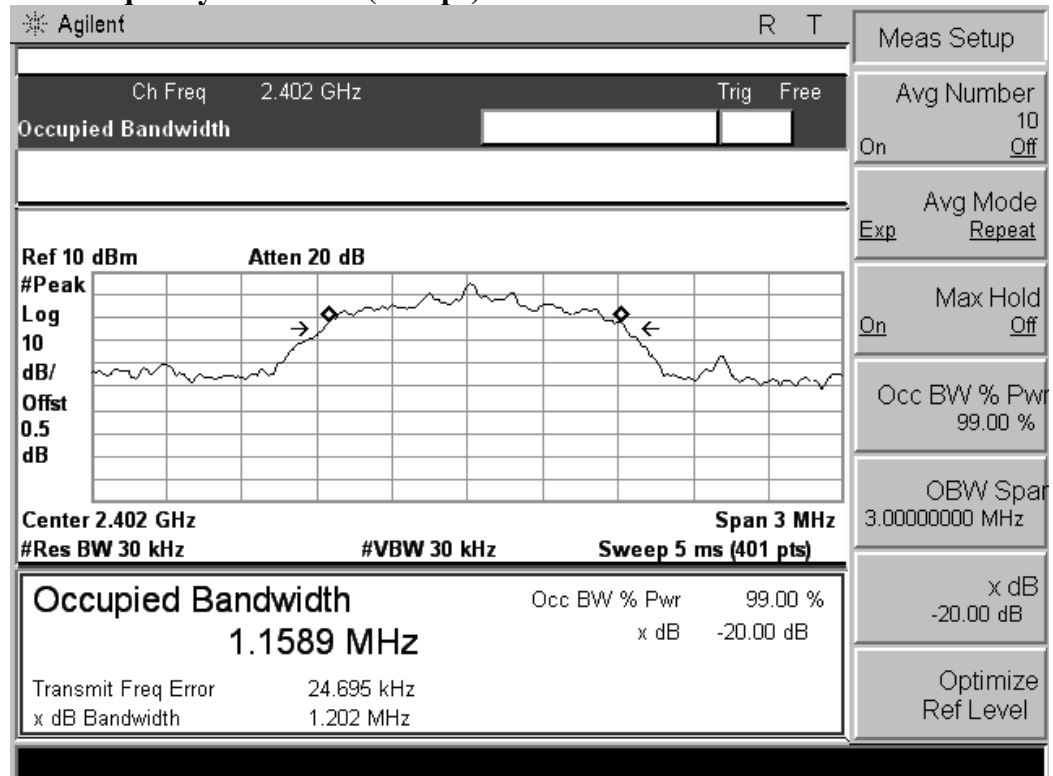 Agilent R T
Ch Freq 2.402 GHz Trig Free
Occupied Bandwidth
Ref 10 dBm Atten 20 dB
#Peak
Log
10
dB/
Offst
0.5
dB
Center 2.402 GHz Span 3 MHz
#Res BW 30 kHz #VBW 30 kHz Sweep 5 ms (401 pts)
Occupied Bandwidth Occ BW % Pwr 99.00 %
1.1589 MHz x dB -20.00 dB
Transmit Freq Error 24.695 kHz
x dB Bandwidth 1.202 MHz
Meas Setup
Avg Number
10
On Off
Avg Mode
Exp Repeat
Max Hold
On Off
Occ BW % Pwr
99.00 %
OBW Span
3.00000000 MHz
x dB
-20.00 dB
Optimize
Ref Level